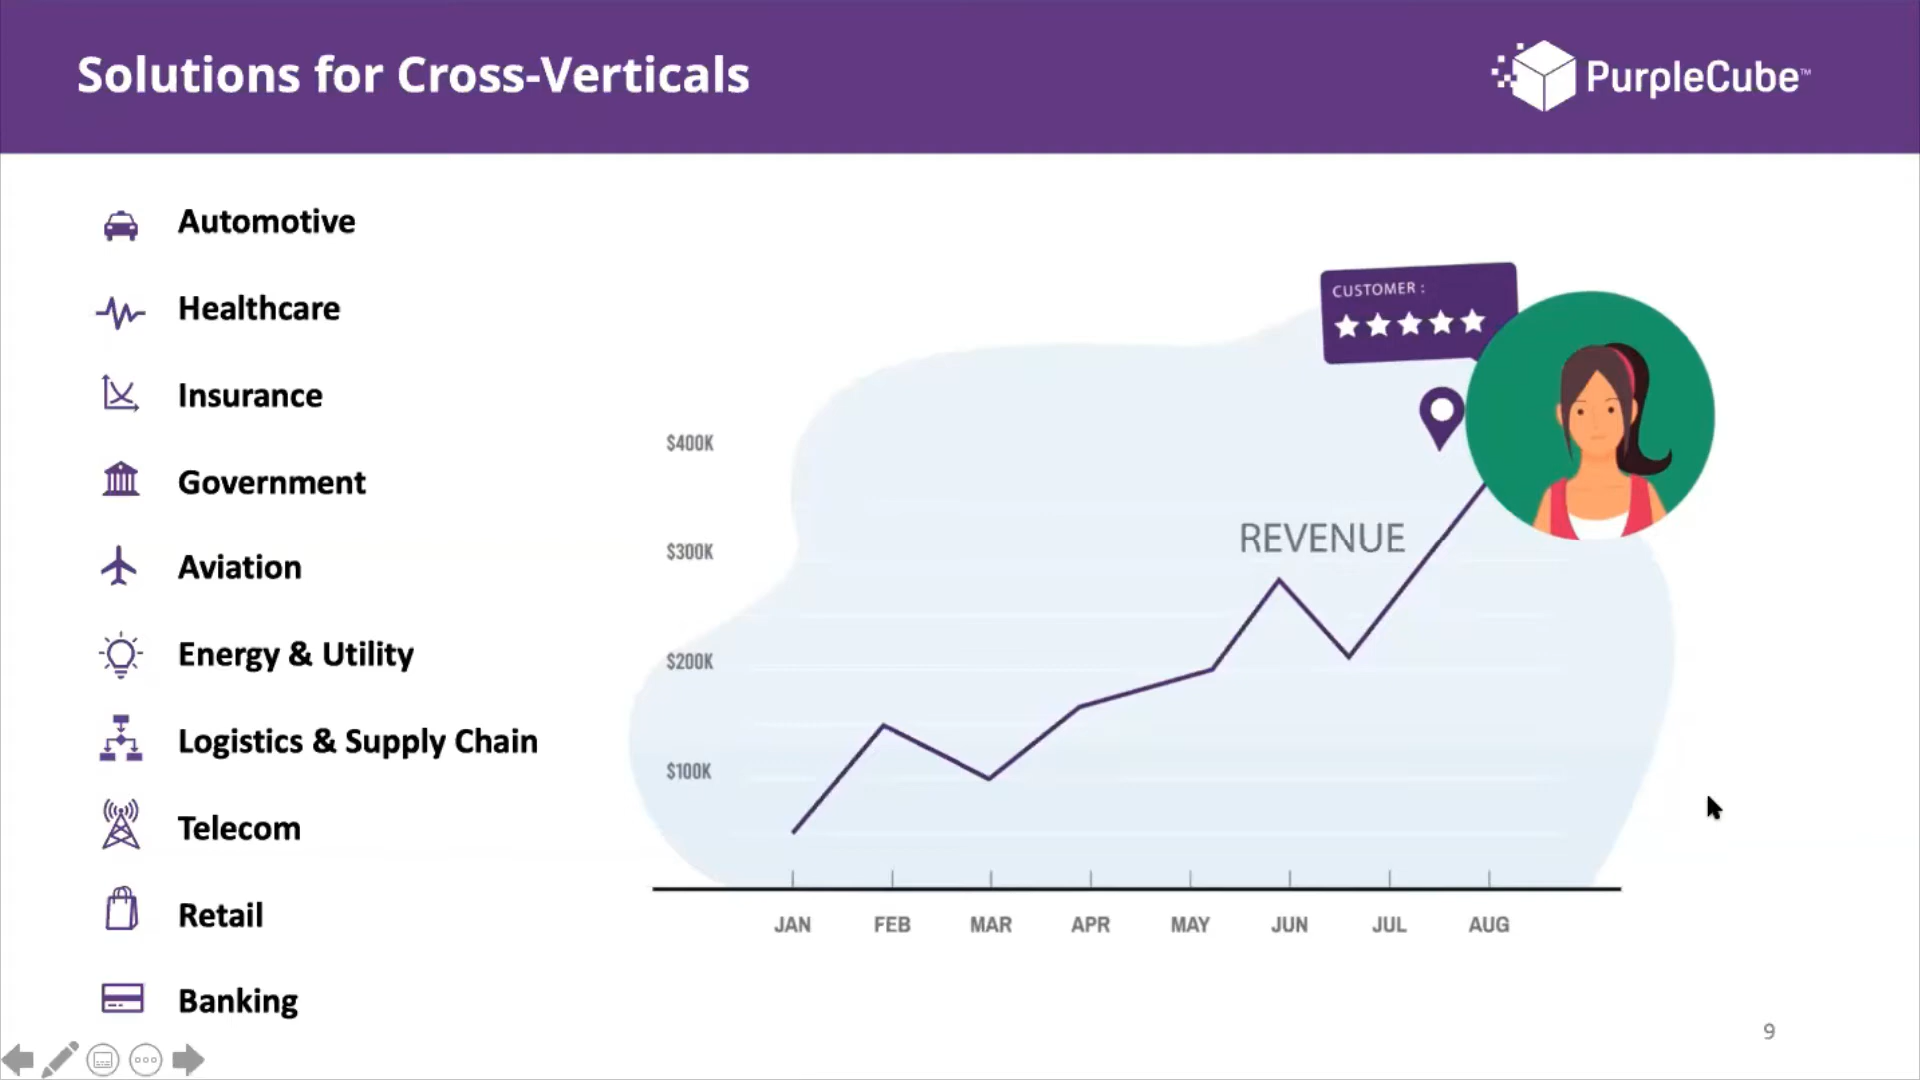 Solutions for Cross-Verticals
PurpleCube™
Automotive
Healthcare
Insurance
Government
Aviation
Energy & Utility
Logistics & Supply Chain
Telecom
Retail
Banking
CUSTOMER :
$400K
$300K
$200K
$100K
REVENUE
JAN FEB MAR APR MAY JUN JUL AUG
9